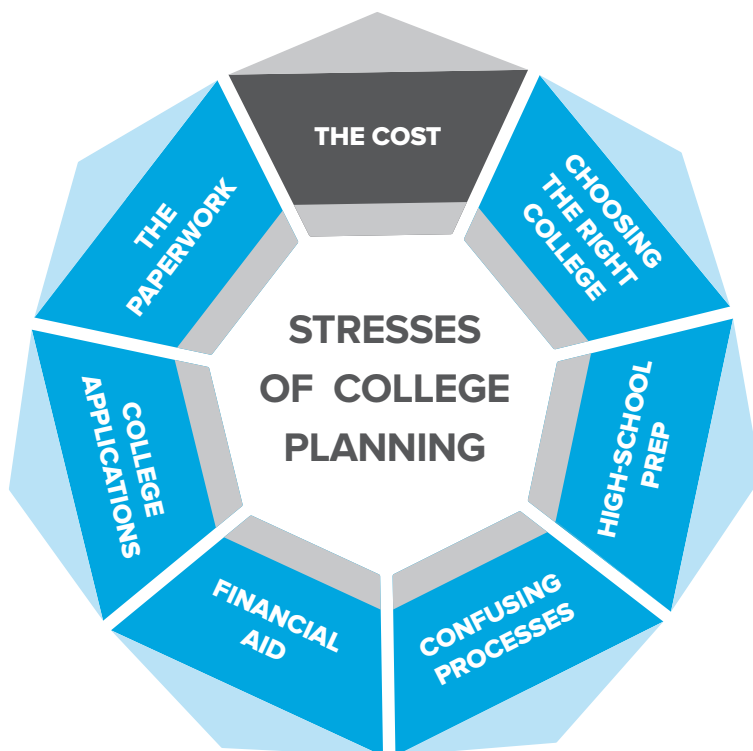 THE COST
CHOOSING
THE RIGHT
COLLEGE
HIGH-SCHOOL
PREP
CONFUSING
PROCESSES
FINANCIAL
AID
COLLEGE
APPLICATIONS
THE
PAPERWORK
STRESSES
OF COLLEGE
PLANNING